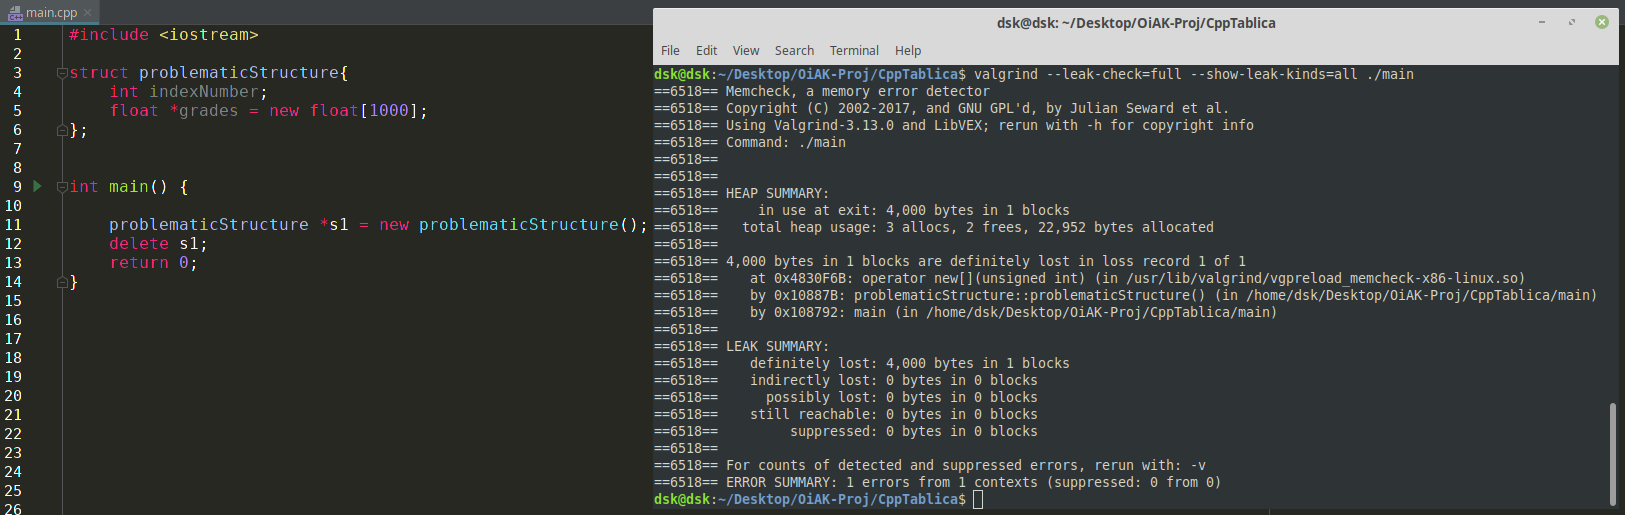 main.cpp
1 #include <iostream>
2
3 struct problematicStructure{
4 int indexNumber;
5 float *grades = new float[1000];
6 };
7
8
9 int main() {
10
11 problematicStructure *s1 = new problematicStructure();
12 delete s1;
13 return 0;
14 }
15
16
17
18
19
20
21
22
23
24
25
26
dsk@dsk: ~/Desktop/OiAK-Proj/CppTablica
File Edit View Search Terminal Help
dsk@dsk:~/Desktop/OiAK-Proj/CppTablica$ valgrind --leak-check=full --show-leak-kinds=all ./main
==6518== Memcheck, a memory error detector
==6518== Copyright (C) 2002-2017, and GNU GPL'd, by Julian Seward et al.
==6518== Using Valgrind-3.13.0 and LibVEX; rerun with -h for copyright info
==6518== Command: ./main
==6518==
==6518==
==6518== HEAP SUMMARY:
==6518== in use at exit: 4,000 bytes in 1 blocks
==6518== total heap usage: 3 allocs, 2 frees, 22,952 bytes allocated
==6518==
==6518== 4,000 bytes in 1 blocks are definitely lost in loss record 1 of 1
==6518== at 0x4830F6B: operator new[](unsigned int) (in /usr/lib/valgrind/vgpreload_memcheck-x86-linux.so)
==6518== by 0x10887B: problematicStructure::problematicStructure() (in /home/dsk/Desktop/OiAK-Proj/CppTablica/main)
==6518== by 0x108792: main (in /home/dsk/Desktop/OiAK-Proj/CppTablica/main)
==6518==
==6518== LEAK SUMMARY:
==6518== definitely lost: 4,000 bytes in 1 blocks
==6518== indirectly lost: 0 bytes in 0 blocks
==6518== possibly lost: 0 bytes in 0 blocks
==6518== still reachable: 0 bytes in 0 blocks
==6518== suppressed: 0 bytes in 0 blocks
==6518==
==6518== For counts of detected and suppressed errors, rerun with: -v
==6518== ERROR SUMMARY: 1 errors from 1 contexts (suppressed: 0 from 0)
dsk@dsk:~/Desktop/OiAK-Proj/CppTablica$